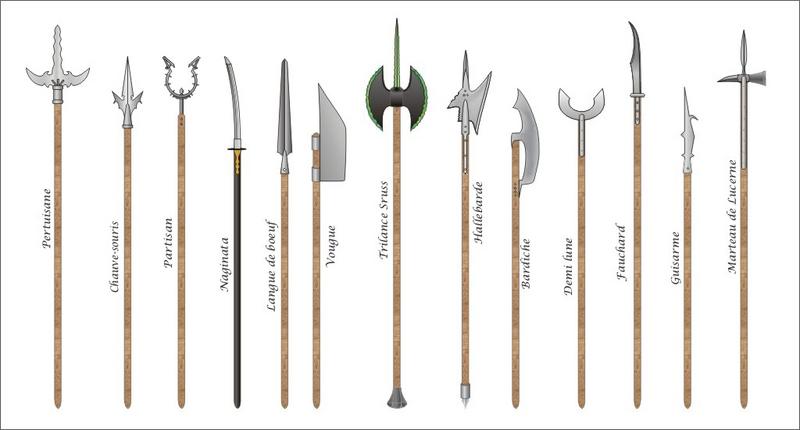 Pertuisane
Chauve-souris
Partisan
Naginata
Langue de boeuf
Vougue
Trilance Sruss
Hallebarde
Bardiche
Demi lune
Fauchard
Guisarme
Marteau de Lucerne